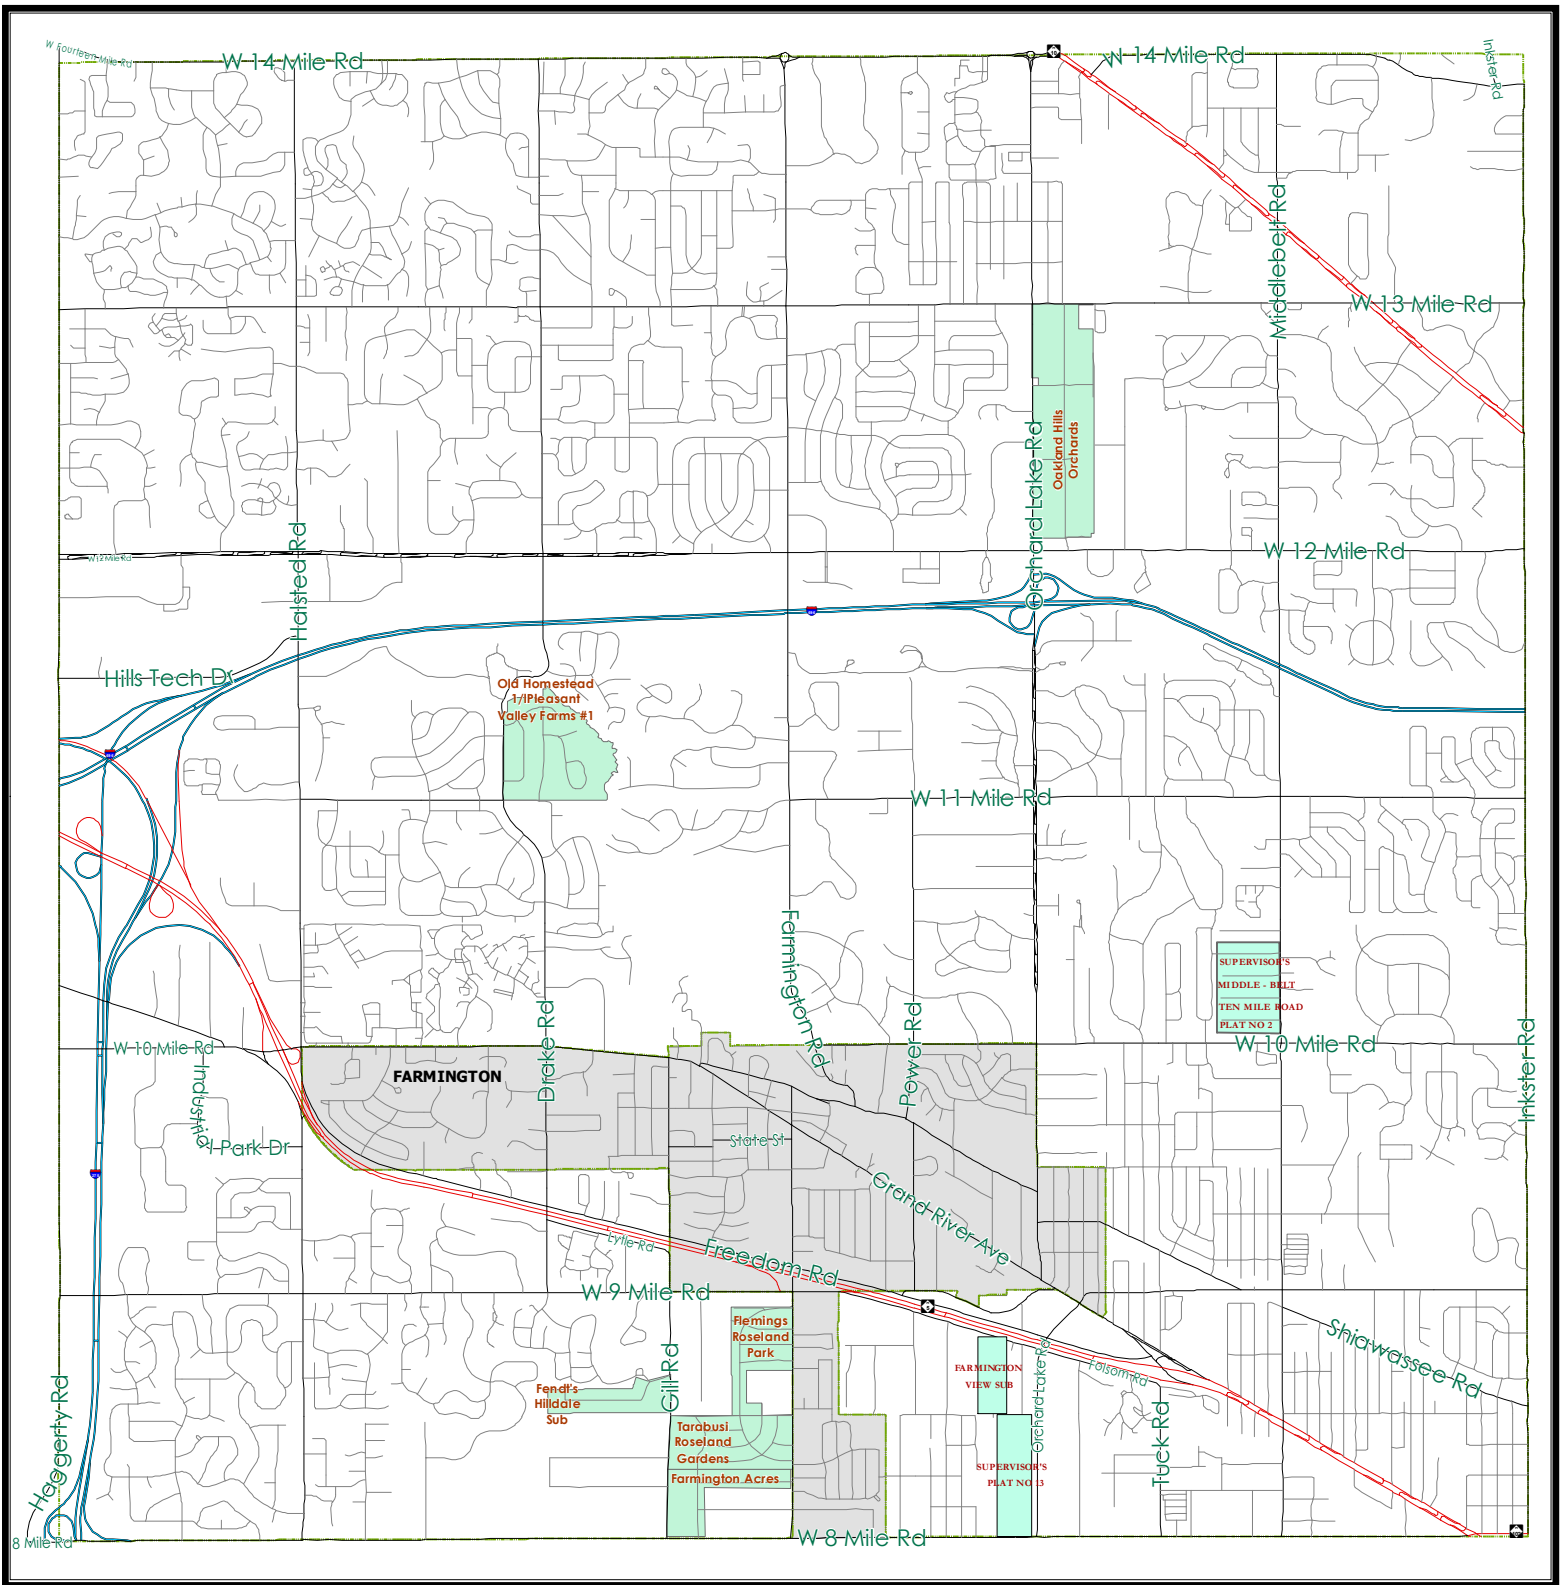 W Fourteen Mile Rd
W 14 Mile Rd
W 14 Mile Rd
Inkster Rd
Middlebelt Rd
W 13 Mile Rd
Oakland Hills
Orchards
Orchard Lake Rd
Halsted Rd
W 12 Mile Rd
W 12 Mile Rd
Hills Tech Dr
Old Homestead
1/IPleasant
Valley Farms #1
W 11 Mile Rd
Farmington Rd
SUPERVISOR'S
MIDDLE - BELT
TEN MILE ROAD
PLAT NO 2
Drake Rd
Power Rd
Inkster Rd
W 10 Mile Rd
W 10 Mile Rd
FARMINGTON
Industrial Park Dr
State St
Grand River Ave
Lytle Rd
Freedom Rd
W 9 Mile Rd
Flemings
Roseland
Park
Shiawassee Rd
Gill Rd
FARMINGTON
VIEW SUB
Orchard Lake Rd
Folsom Rd
Fendt's
Hilldale
Sub
Haggerty Rd
Tuck Rd
Tarabusi
Roseland
Gardens
Farmington Acres
SUPERVISOR'S
PLAT NO 13
8 Mile Rd
W 8 Mile Rd